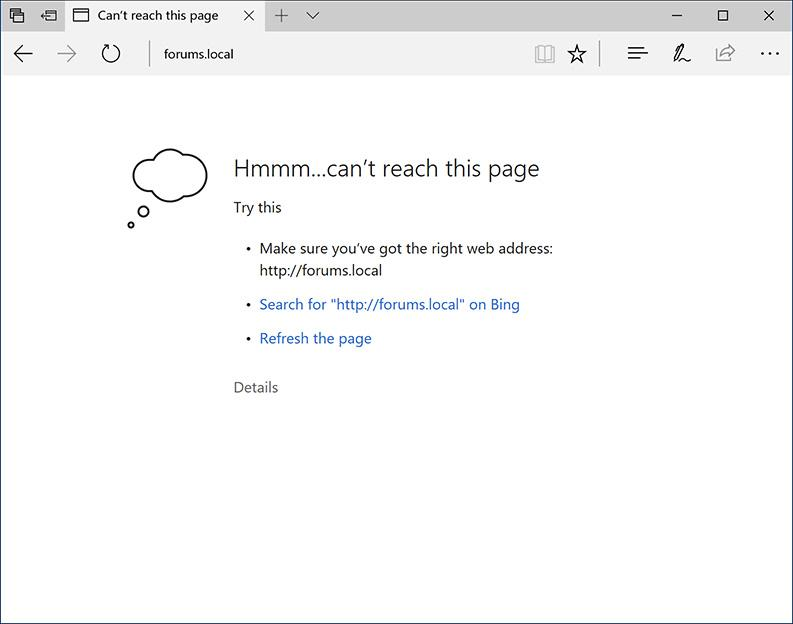 Can't reach this page
forums.local
Hmmm...can't reach this page
Try this
• Make sure you've got the right web address:
http://forums.local
• Search for "http://forums.local" on Bing
• Refresh the page
Details